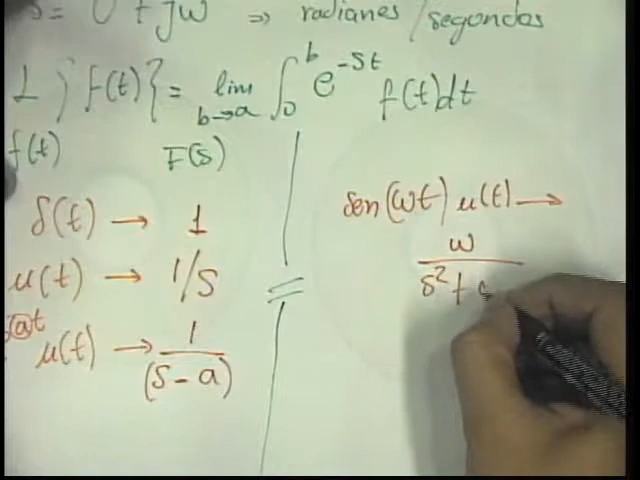 s = σ + jω ⇒ radianes/segundos
L{f(t)} = lim b→a ∫₀ᵇ e^-st f(t)dt
f(t) F(s)
δ(t) → 1
u(t) → 1/s
e^at u(t) → 1/(s-a)
sen(ωt) u(t) →
ω
s² +